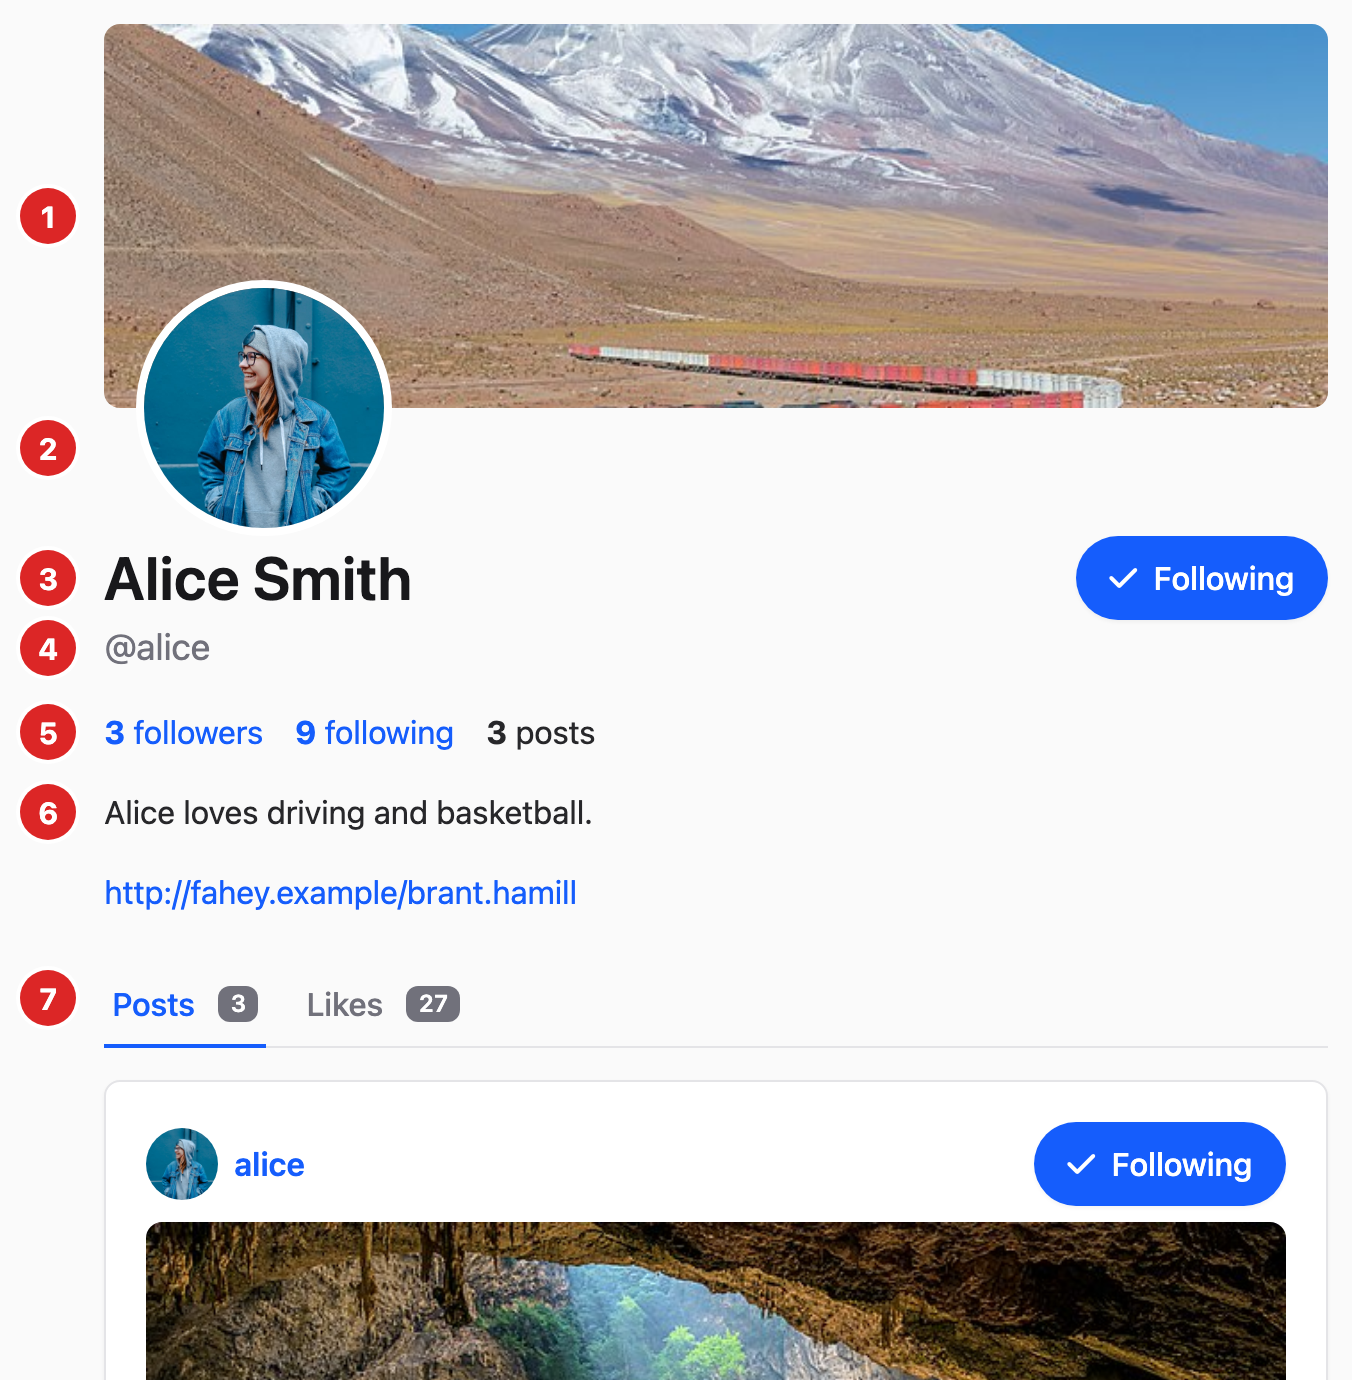 1
2
3 Alice Smith Following
4 @alice
5 3 followers 9 following 3 posts
6 Alice loves driving and basketball.
http://fahey.example/brant.hamill
7 Posts 3 Likes 27
alice Following